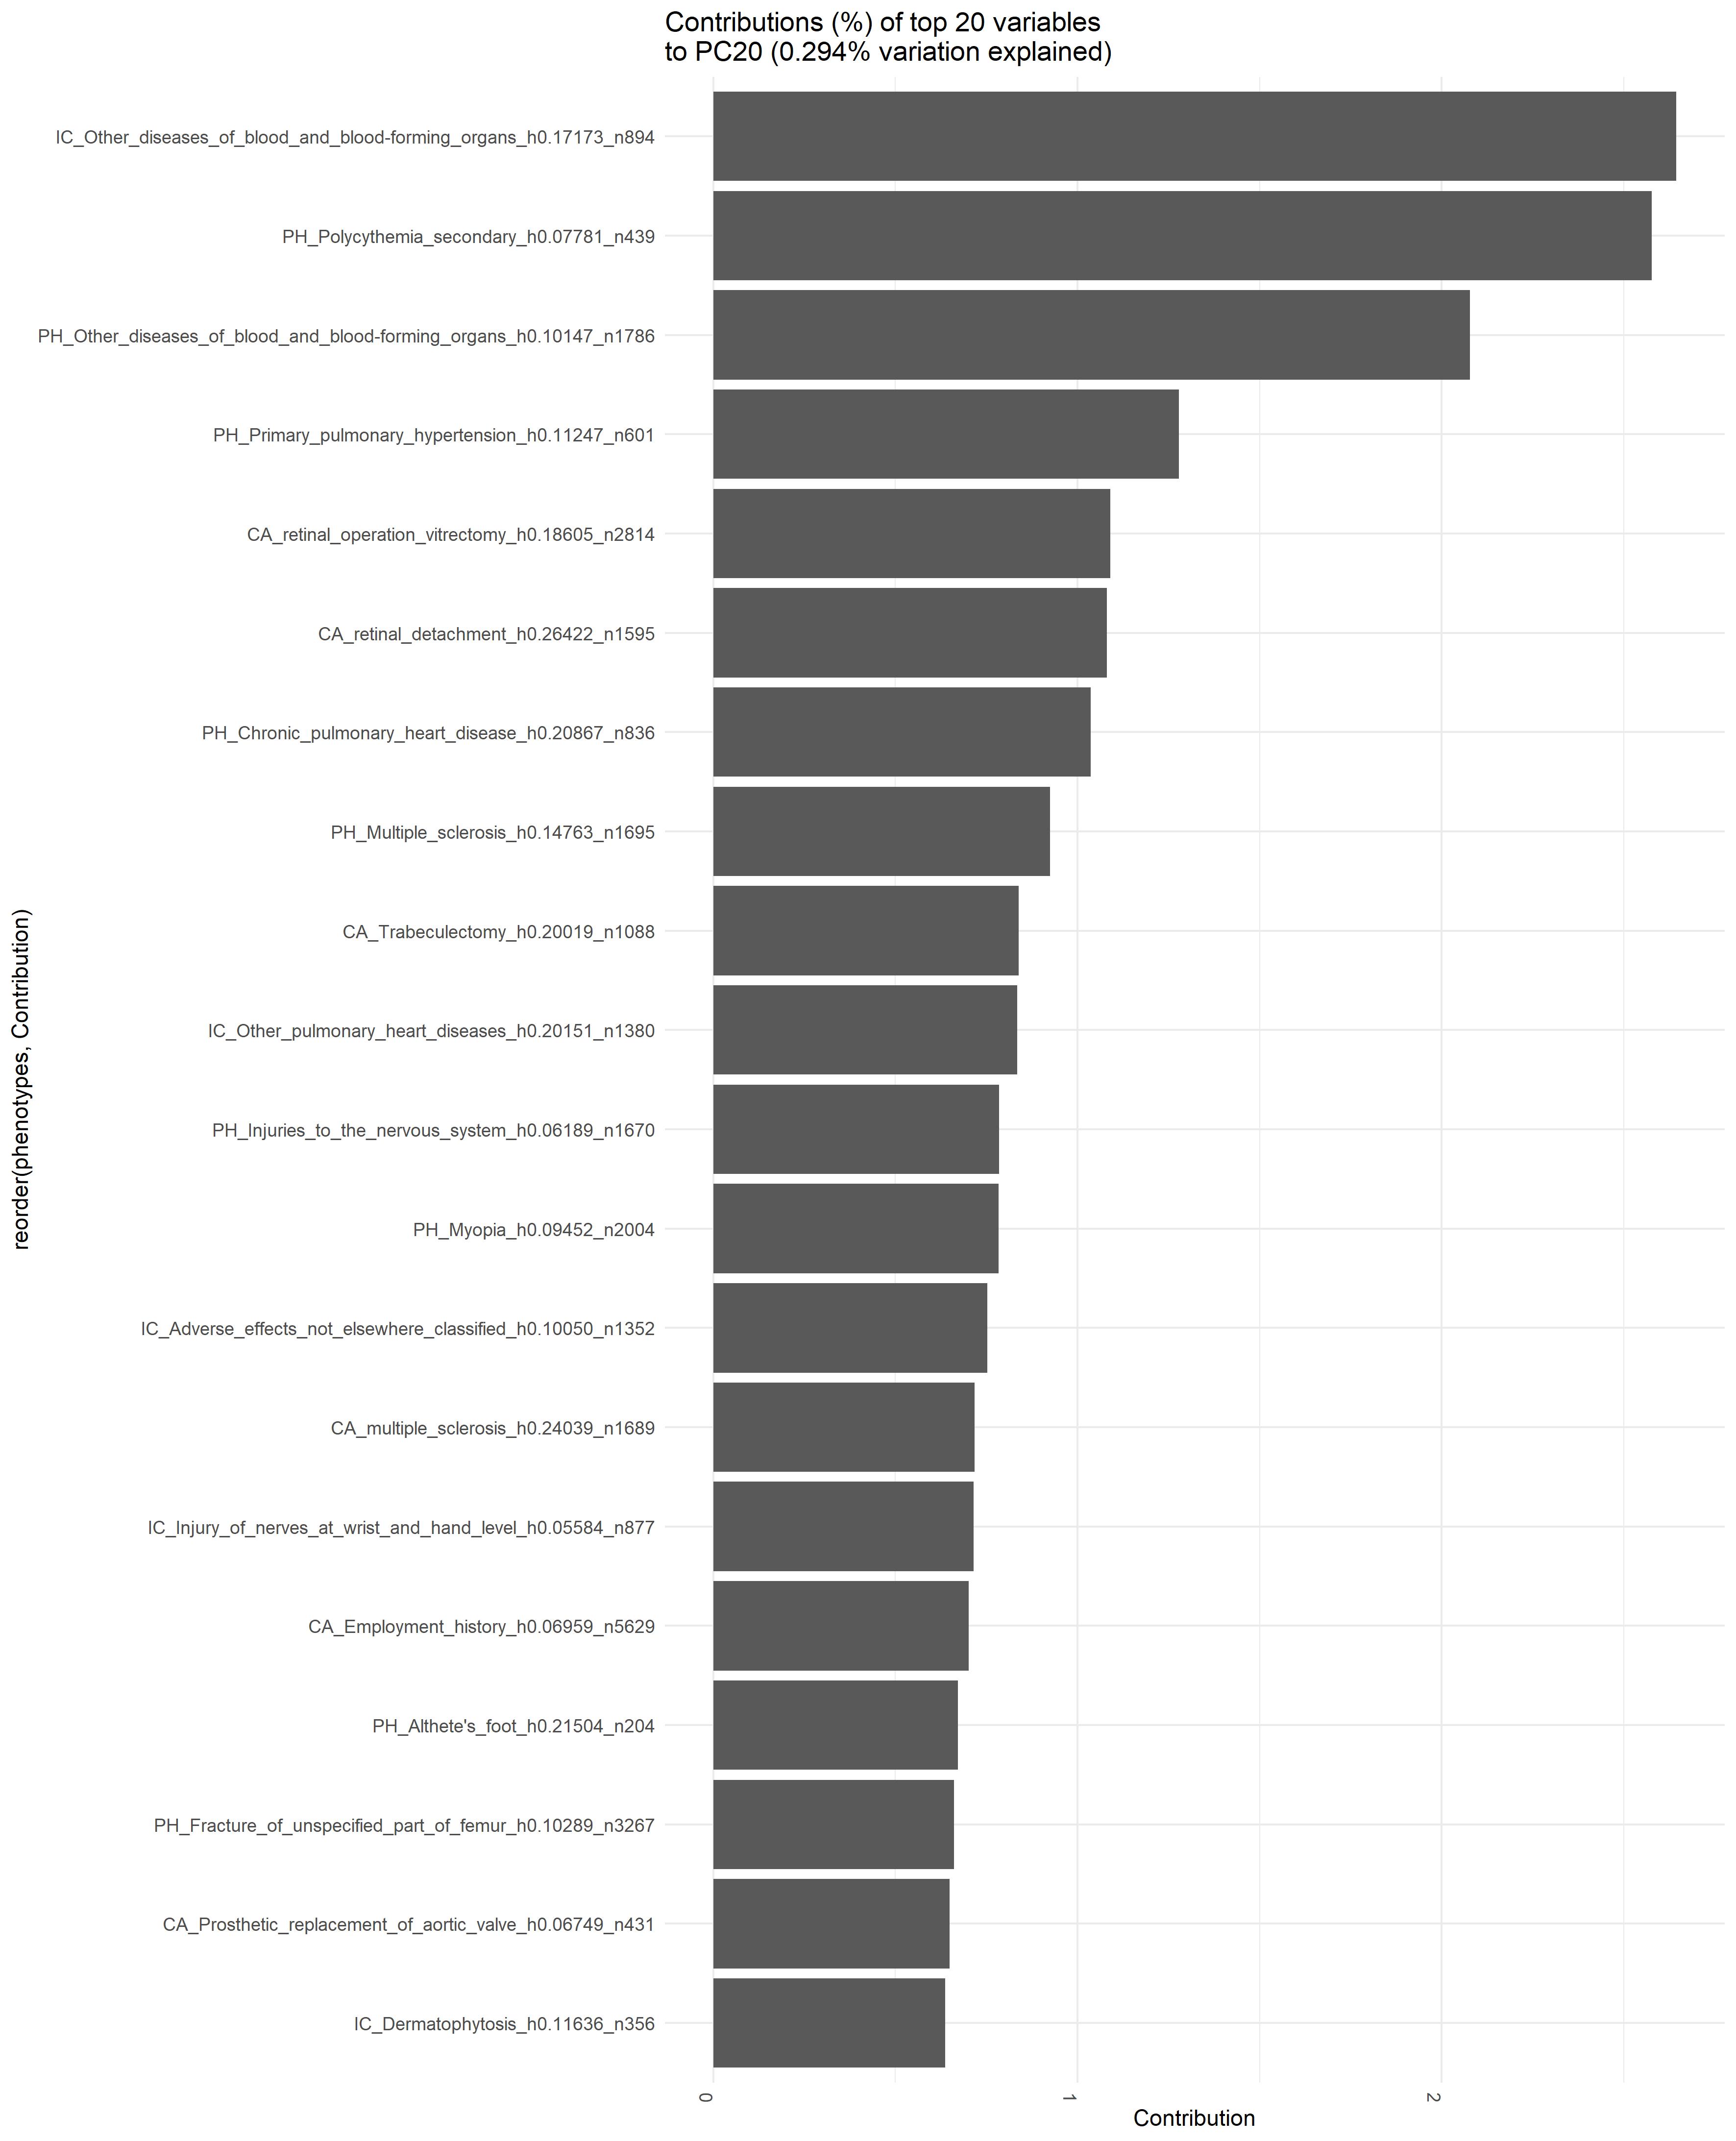 Contributions (%) of top 20 variables
to PC20 (0.294% variation explained)
reorder(phenotypes, Contribution)
IC_Other_diseases_of_blood_and_blood-forming_organs_h0.17173_n894
PH_Polycythemia_secondary_h0.07781_n439
PH_Other_diseases_of_blood_and_blood-forming_organs_h0.10147_n1786
PH_Primary_pulmonary_hypertension_h0.11247_n601
CA_retinal_operation_vitrectomy_h0.18605_n2814
CA_retinal_detachment_h0.26422_n1595
PH_Chronic_pulmonary_heart_disease_h0.20867_n836
PH_Multiple_sclerosis_h0.14763_n1695
CA_Trabeculectomy_h0.20019_n1088
IC_Other_pulmonary_heart_diseases_h0.20151_n1380
PH_Injuries_to_the_nervous_system_h0.06189_n1670
PH_Myopia_h0.09452_n2004
IC_Adverse_effects_not_elsewhere_classified_h0.10050_n1352
CA_multiple_sclerosis_h0.24039_n1689
IC_Injury_of_nerves_at_wrist_and_hand_level_h0.05584_n877
CA_Employment_history_h0.06959_n5629
PH_Althete's_foot_h0.21504_n204
PH_Fracture_of_unspecified_part_of_femur_h0.10289_n3267
CA_Prosthetic_replacement_of_aortic_valve_h0.06749_n431
IC_Dermatophytosis_h0.11636_n356
0
1
2
Contribution